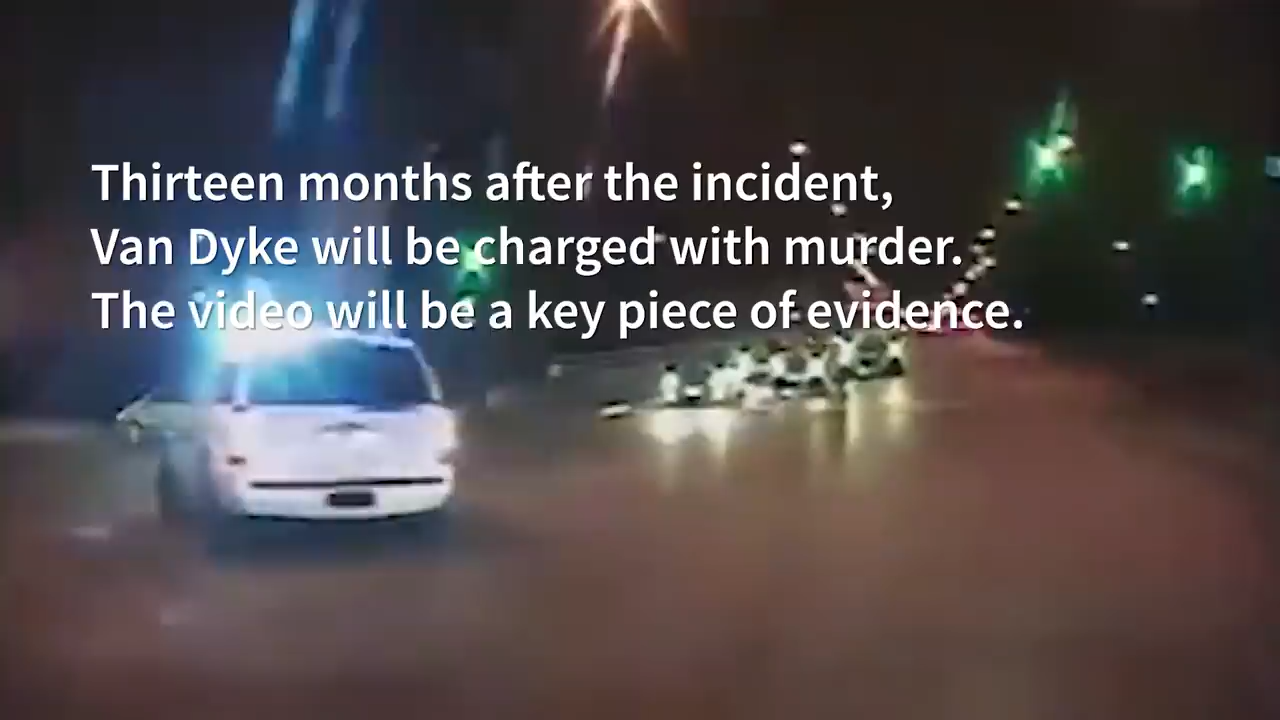 Thirteen months after the incident,
Van Dyke will be charged with murder.
The video will be a key piece of evidence.